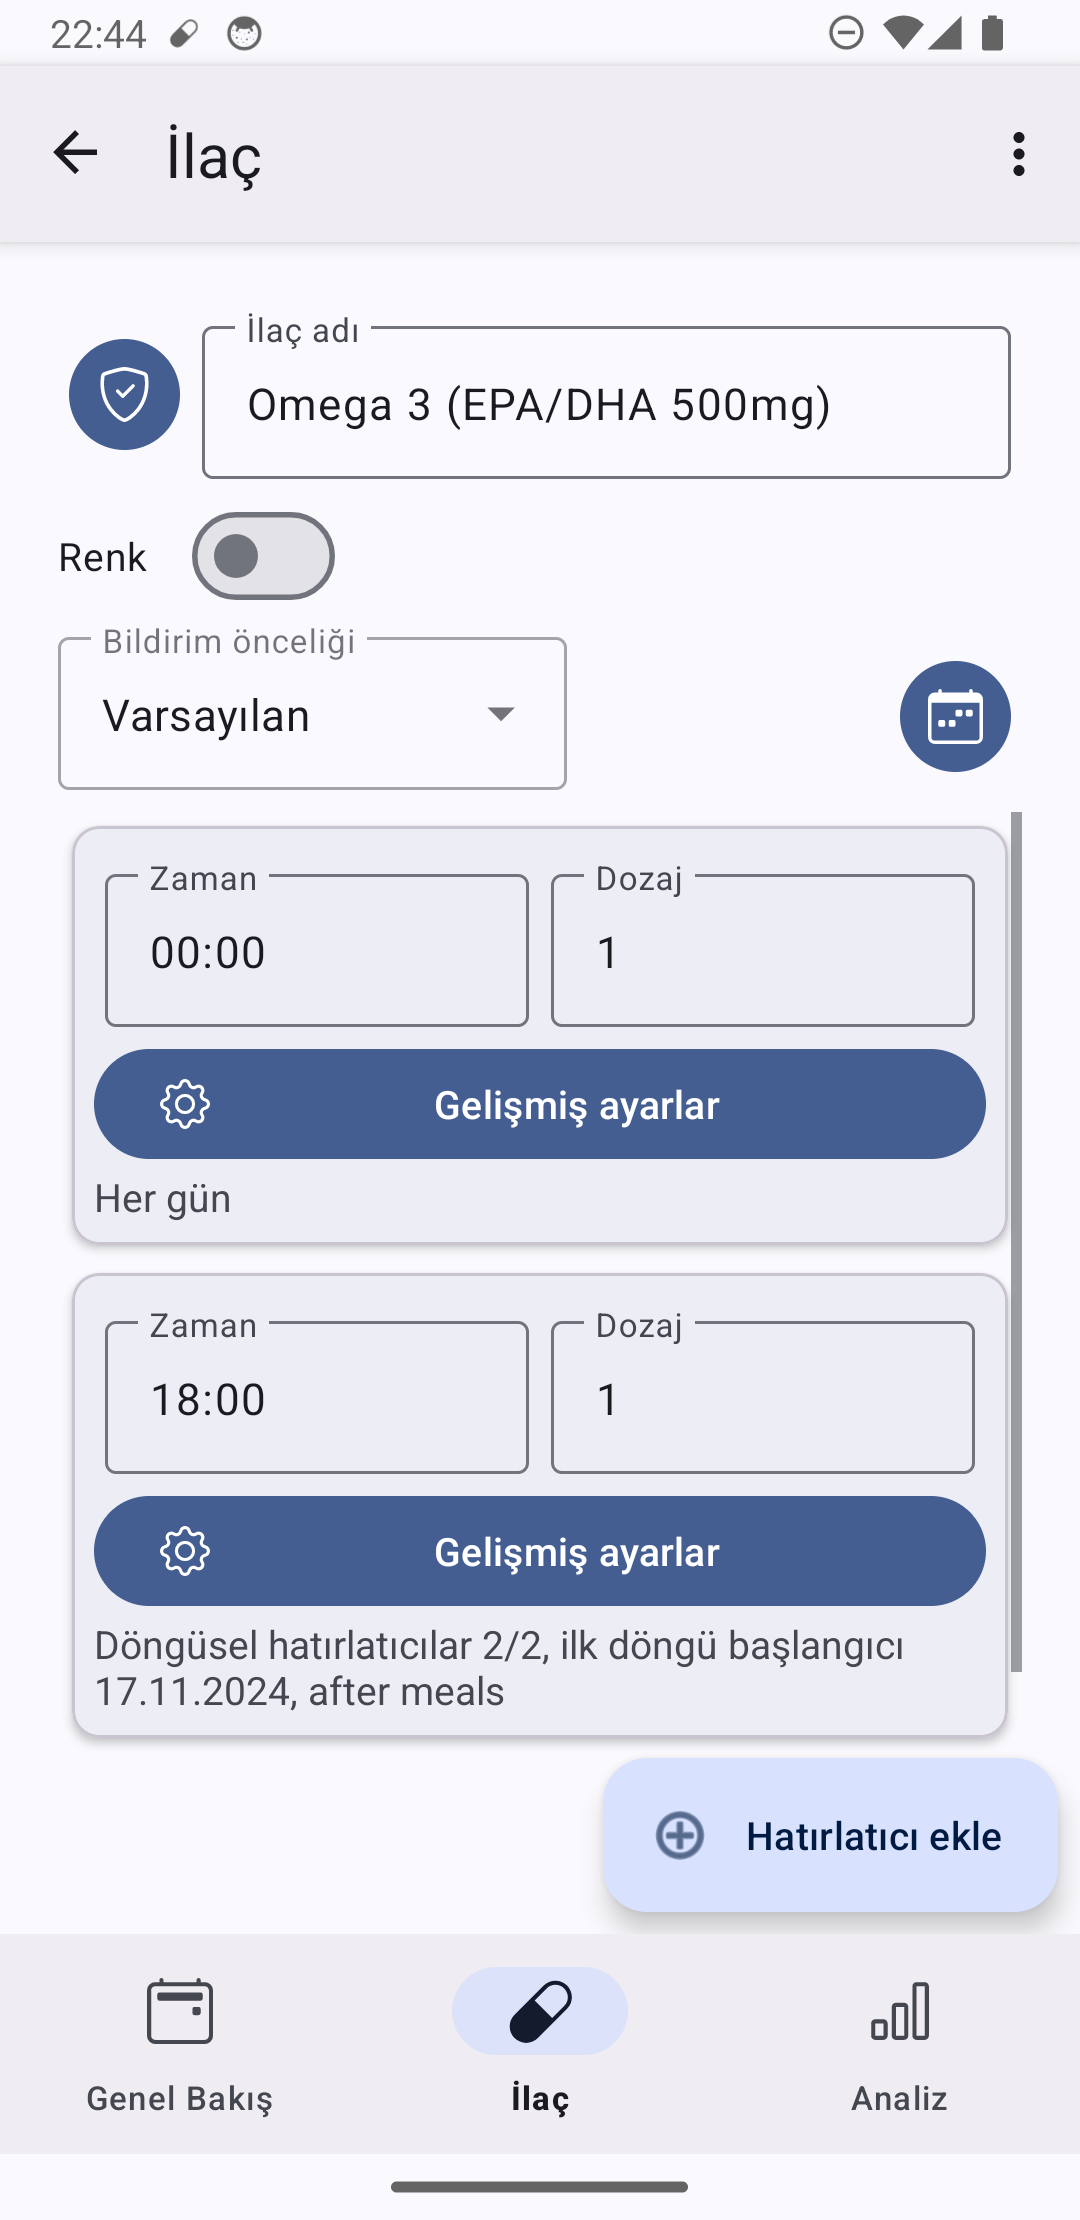 22:44
İlaç
İlaç adı
Omega 3 (EPA/DHA 500mg)
Renk
Bildirim önceliği
Varsayılan
Zaman
Dozaj
00:00
1
Gelişmiş ayarlar
Her gün
Zaman
Dozaj
18:00
1
Gelişmiş ayarlar
Döngüsel hatırlatıcılar 2/2, ilk döngü başlangıcı
17.11.2024, after meals
Hatırlatıcı ekle
Genel Bakış
İlaç
Analiz